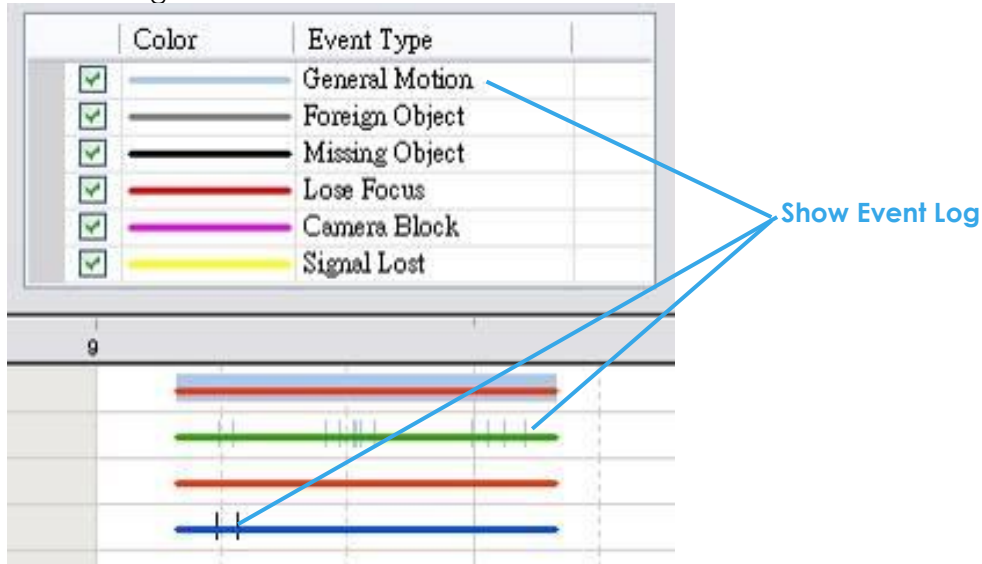 Color Event Type
General Motion
Foreign Object
Missing Object
Lose Focus
Camera Block
Signal Lost
Show Event Log
9